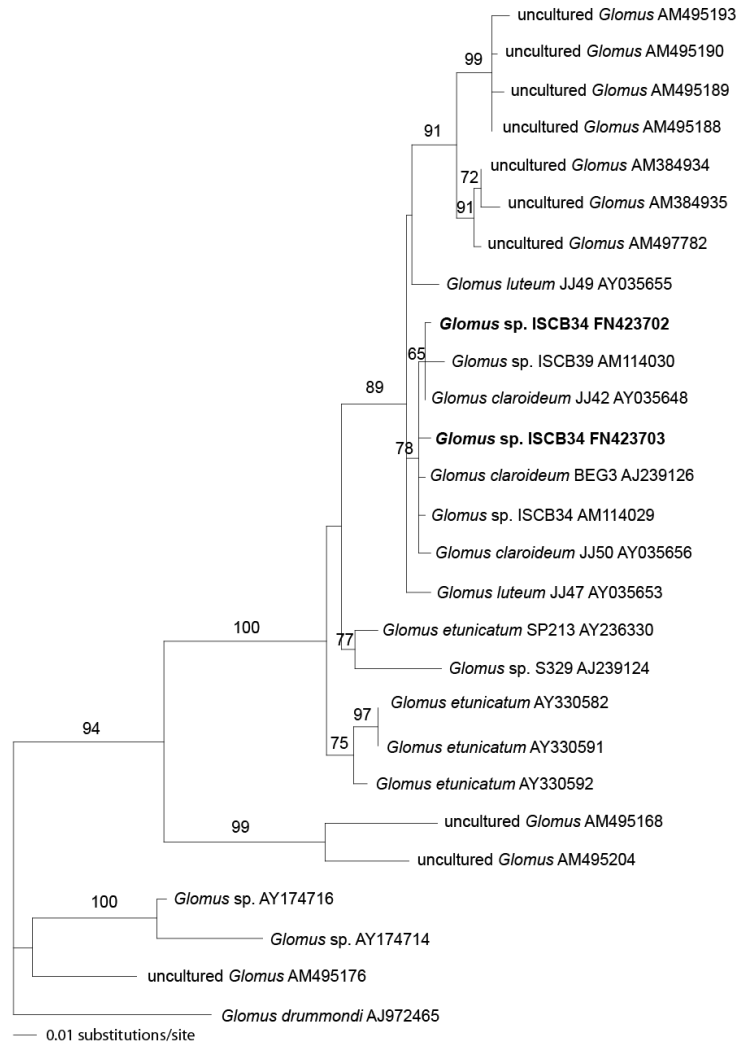 uncultured Glomus AM495193
99
uncultured Glomus AM495190
uncultured Glomus AM495189
uncultured Glomus AM495188
91
uncultured Glomus AM384934
72
uncultured Glomus AM384935
91
uncultured Glomus AM497782
Glomus luteum JJ49 AY035655
Glomus sp. ISCB34 FN423702
65
Glomus sp. ISCB39 AM114030
89
Glomus claroideum JJ42 AY035648
Glomus sp. ISCB34 FN423703
78
Glomus claroideum BEG3 AJ239126
Glomus sp. ISCB34 AM114029
Glomus claroideum JJ50 AY035656
Glomus luteum JJ47 AY035653
100
Glomus etunicatum SP213 AY236330
77
Glomus sp. S329 AJ239124
Glomus etunicatum AY330582
97
94
75
Glomus etunicatum AY330591
Glomus etunicatum AY330592
uncultured Glomus AM495168
99
uncultured Glomus AM495204
100
Glomus sp. AY174716
Glomus sp. AY174714
uncultured Glomus AM495176
Glomus drummondi AJ972465
0.01 substitutions/site